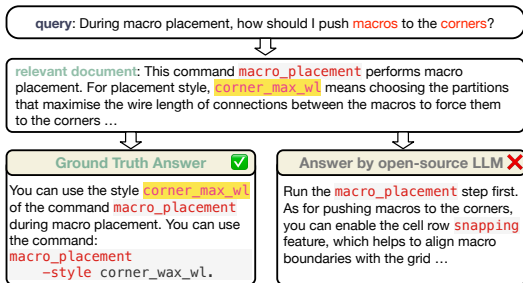 query: During macro placement, how should I push macros to the corners?
relevant document: This command macro_placement performs macro
placement. For placement style, corner_max_wl means choosing the partitions
that maximise the wire length of connections between the macros to force them
to the corners ...
Ground Truth Answer
You can use the style corner_max_wl
of the command macro_placement
during macro placement. You can use
the command:
macro_placement
-style corner_wax_wl.
Answer by open-source LLM
Run the macro_placement step first.
As for pushing macros to the corners,
you can enable the cell row snapping
feature, which helps to align macro
boundaries with the grid ...